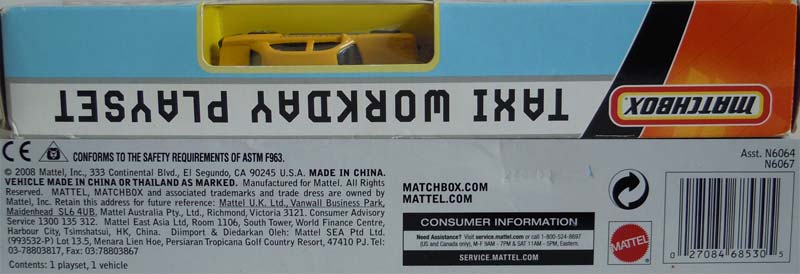 TAXI WORKDAY PLAYSET
MATCHBOX
CE CONFORMS TO THE SAFETY REQUIREMENTS OF ASTM F963.
© 2008 Mattel, Inc., 333 Continental Blvd., El Segundo, CA 90245 U.S.A. MADE IN CHINA.
VEHICLE MADE IN CHINA OR THAILAND AS MARKED. Manufactured for Mattel. All Rights
Reserved. MATTEL, MATCHBOX and associated trademarks and trade dress are owned by
Mattel, Inc. Retain this address for future reference: Mattel U.K. Ltd., Vanwall Business Park,
Maidenhead SL6 4UB. Mattel Australia Pty., Ltd., Richmond, Victoria 3121. Consumer Advisory
Service 1300 135 312. Mattel East Asia Ltd, Room 1106, South Tower, World Finance Centre,
Harbour City, Tsimshatsui, HK, China. Diimport & Diedarkan Oleh: Mattel SEA Ptd Ltd.
(993532-P) Lot 13.5, Menara Lien Hoe, Persiaran Tropicana Golf Country Resort, 47410 PJ. Tel:
03-78803817, Fax: 03-78803867
Contents: 1 playset, 1 vehicle
MATCHBOX.COM
MATTEL.COM
CONSUMER INFORMATION
Need Assistance? Visit service.mattel.com or call 1-800-524-8697
(US and Canada only), M-F 9AM - 7PM & SAT 11AM - 5PM, Eastern.
SERVICE.MATTEL.COM
MATTEL
Asst. N6064
N6067
0 27084 68530 5